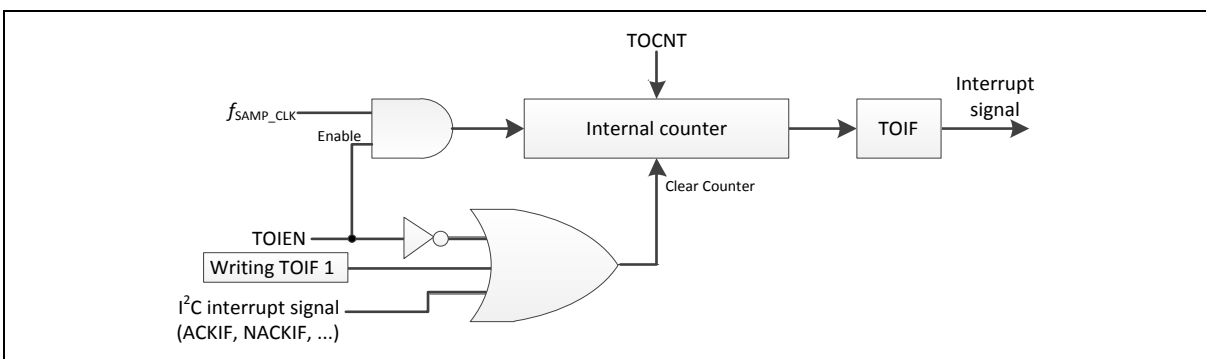 TOCNT
fSAMP_CLK
Enable
Internal counter
TOIF
Interrupt
signal
Clear Counter
TOIEN
Writing TOIF 1
I²C interrupt signal
(ACKIF, NACKIF, ...)